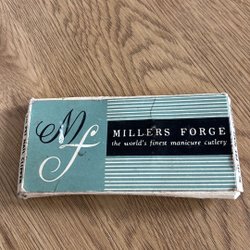 Mf
MILLERS FORGE
the world's finest manicure cutlery